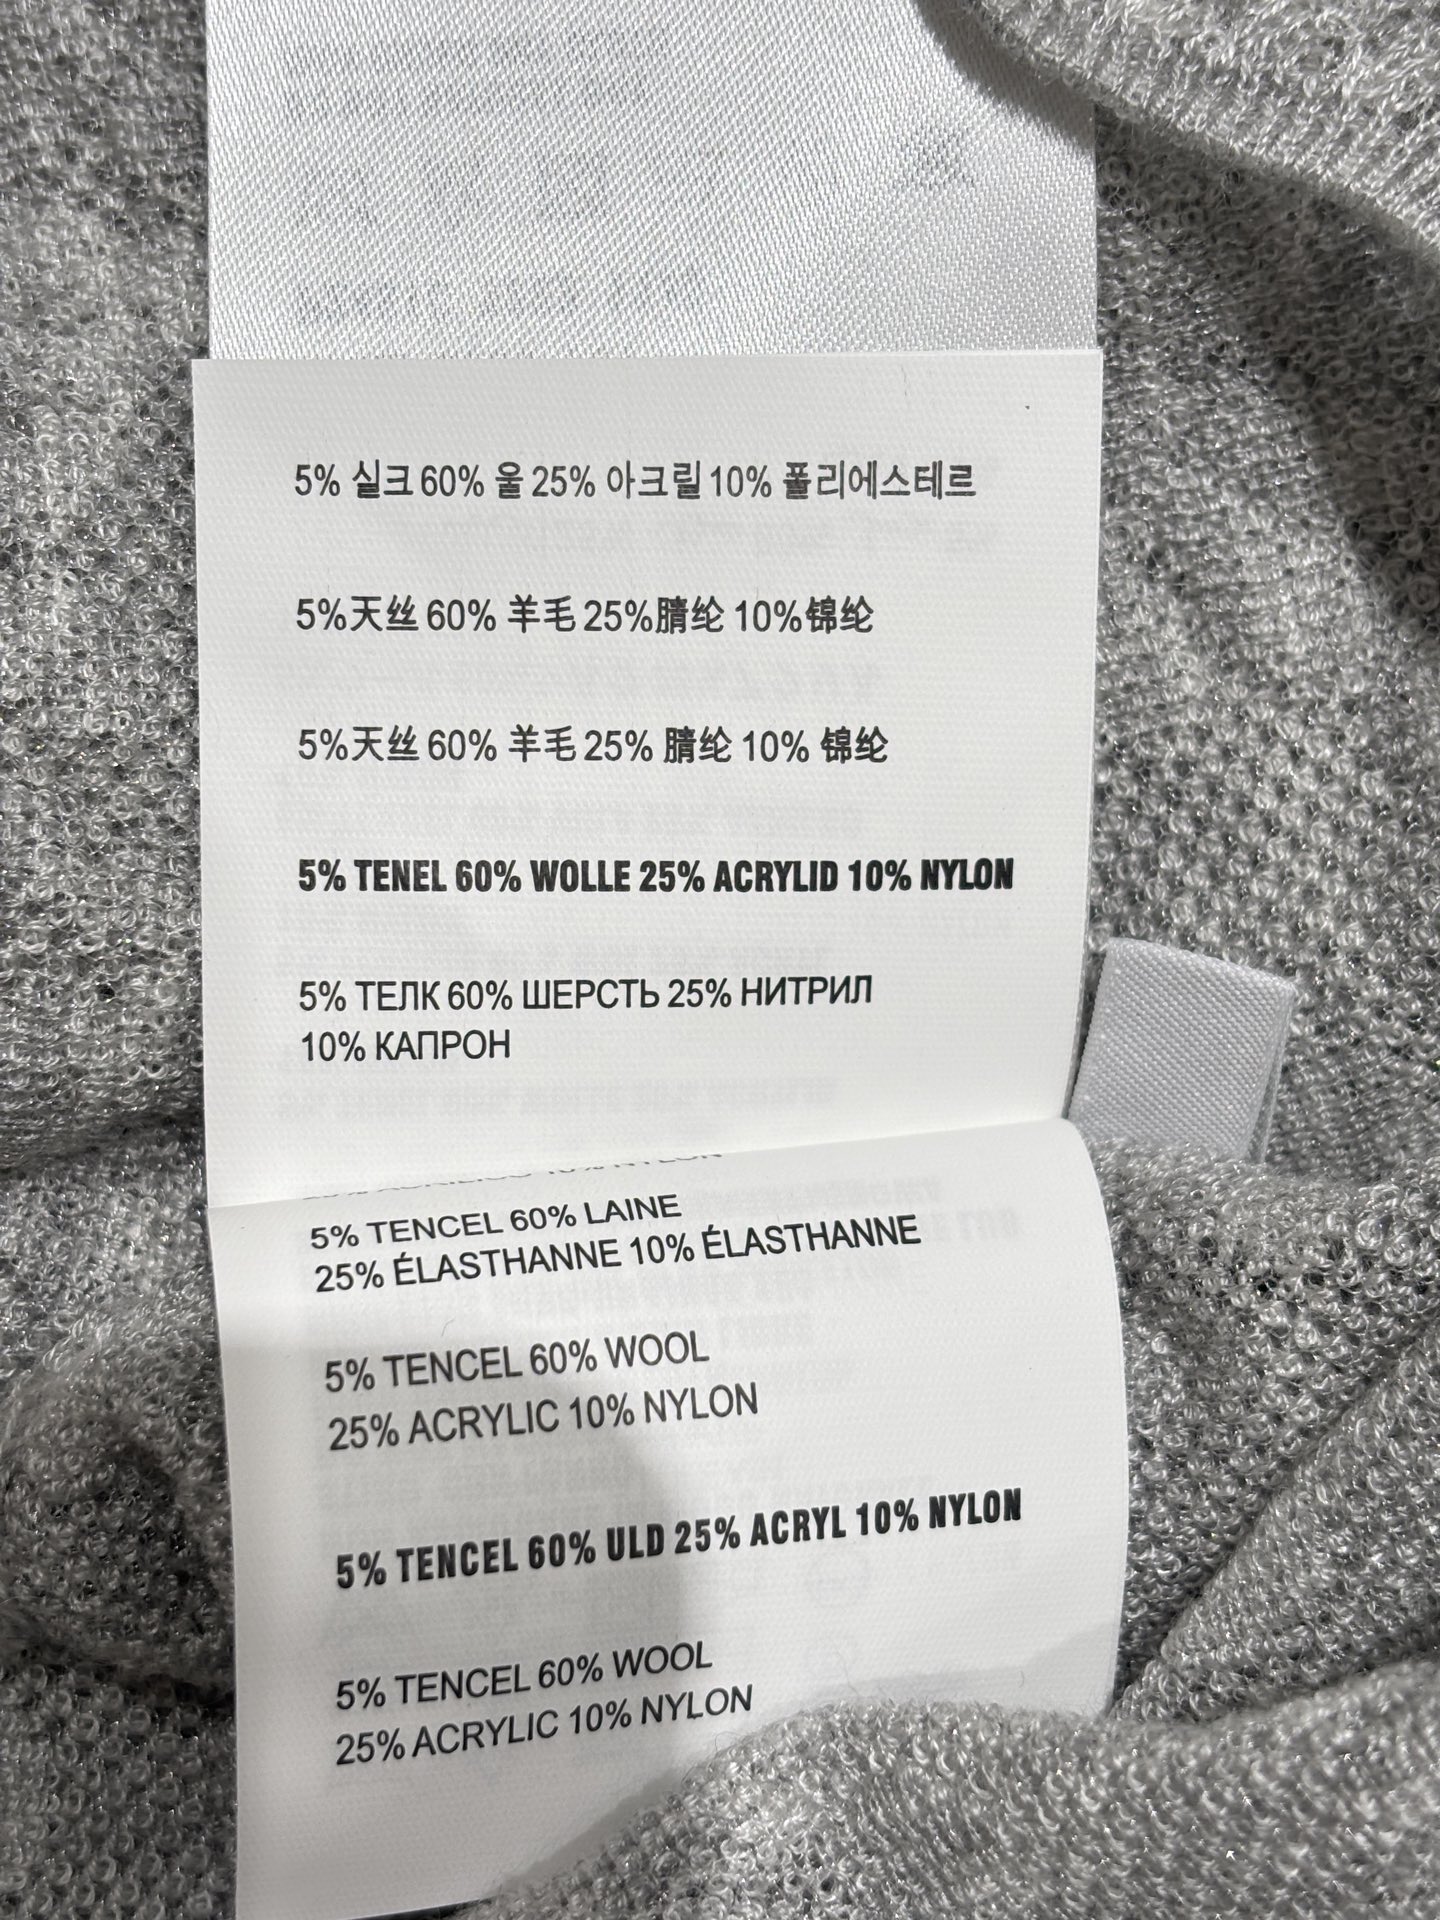 5% 실크 60% 울 25% 아크릴 10% 폴리에스테르
5%天丝 60% 羊毛 25%腈纶 10%锦纶
5%天丝 60% 羊毛 25% 腈纶 10% 锦纶
5% TENEL 60% WOLLE 25% ACRYLID 10% NYLON
5% ТЕЛК 60% ШЕРСТЬ 25% НИТРИЛ
10% КАПРОН
5% TENCEL 60% LAINE
25% ÉLASTHANNE 10% ÉLASTHANNE
5% TENCEL 60% WOOL
25% ACRYLIC 10% NYLON
5% TENCEL 60% ULD 25% ACRYL 10% NYLON
5% TENCEL 60% WOOL
25% ACRYLIC 10% NYLON